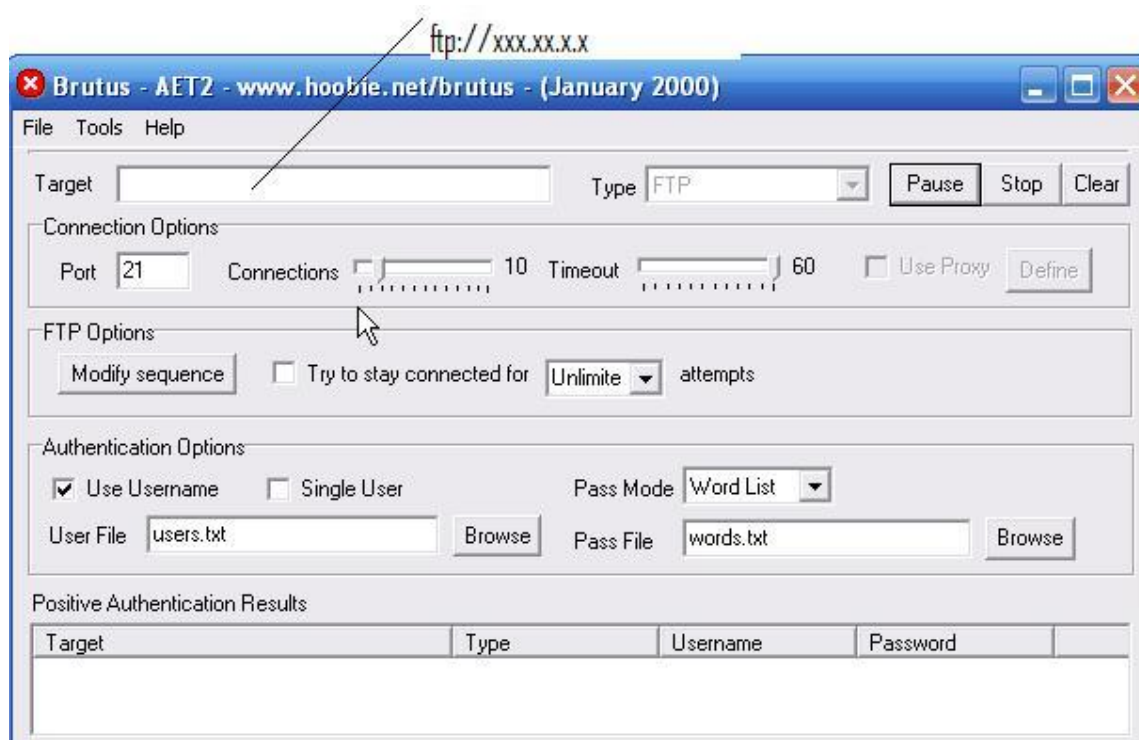 ftp://xxx.xx.x.x
Brutus - AET2 - www.hoobie.net/brutus - (January 2000)
File Tools Help
Target Type FTP Pause Stop Clear
Connection Options
Port 21 Connections 10 Timeout 60 Use Proxy Define
FTP Options
Modify sequence Try to stay connected for Unlimite attempts
Authentication Options
Use Username Single User Pass Mode Word List
User File users.txt Browse Pass File words.txt Browse
Positive Authentication Results
Target Type Username Password